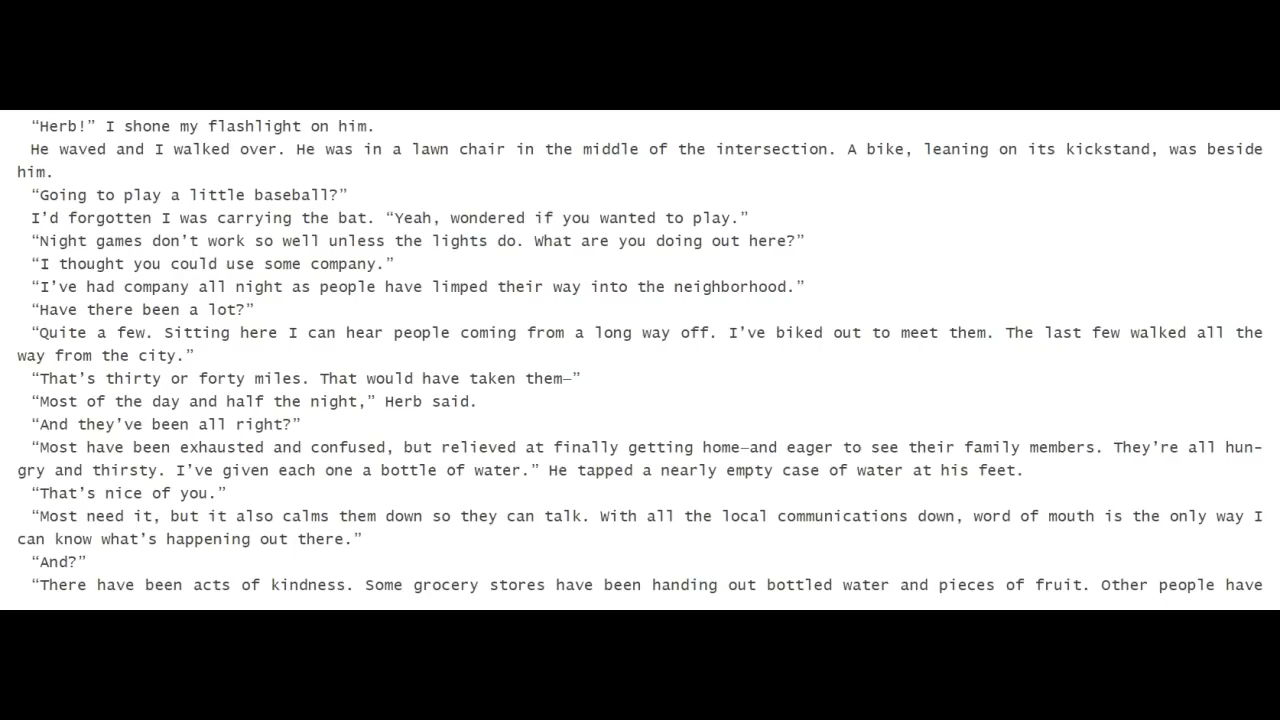 “Herb!” I shone my flashlight on him.
He waved and I walked over. He was in a lawn chair in the middle of the intersection. A bike, leaning on its kickstand, was beside
him.
“Going to play a little baseball?”
I’d forgotten I was carrying the bat. “Yeah, wondered if you wanted to play.”
“Night games don’t work so well unless the lights do. What are you doing out here?”
“I thought you could use some company.”
“I’ve had company all night as people have limped their way into the neighborhood.”
“Have there been a lot?”
“Quite a few. Sitting here I can hear people coming from a long way off. I’ve biked out to meet them. The last few walked all the
way from the city.”
“That’s thirty or forty miles. That would have taken them—”
“Most of the day and half the night,” Herb said.
“And they’ve been all right?”
“Most have been exhausted and confused, but relieved at finally getting home—and eager to see their family members. They’re all hun-
gry and thirsty. I’ve given each one a bottle of water.” He tapped a nearly empty case of water at his feet.
“That’s nice of you.”
“Most need it, but it also calms them down so they can talk. With all the local communications down, word of mouth is the only way I
can know what’s happening out there.”
“And?”
“There have been acts of kindness. Some grocery stores have been handing out bottled water and pieces of fruit. Other people have